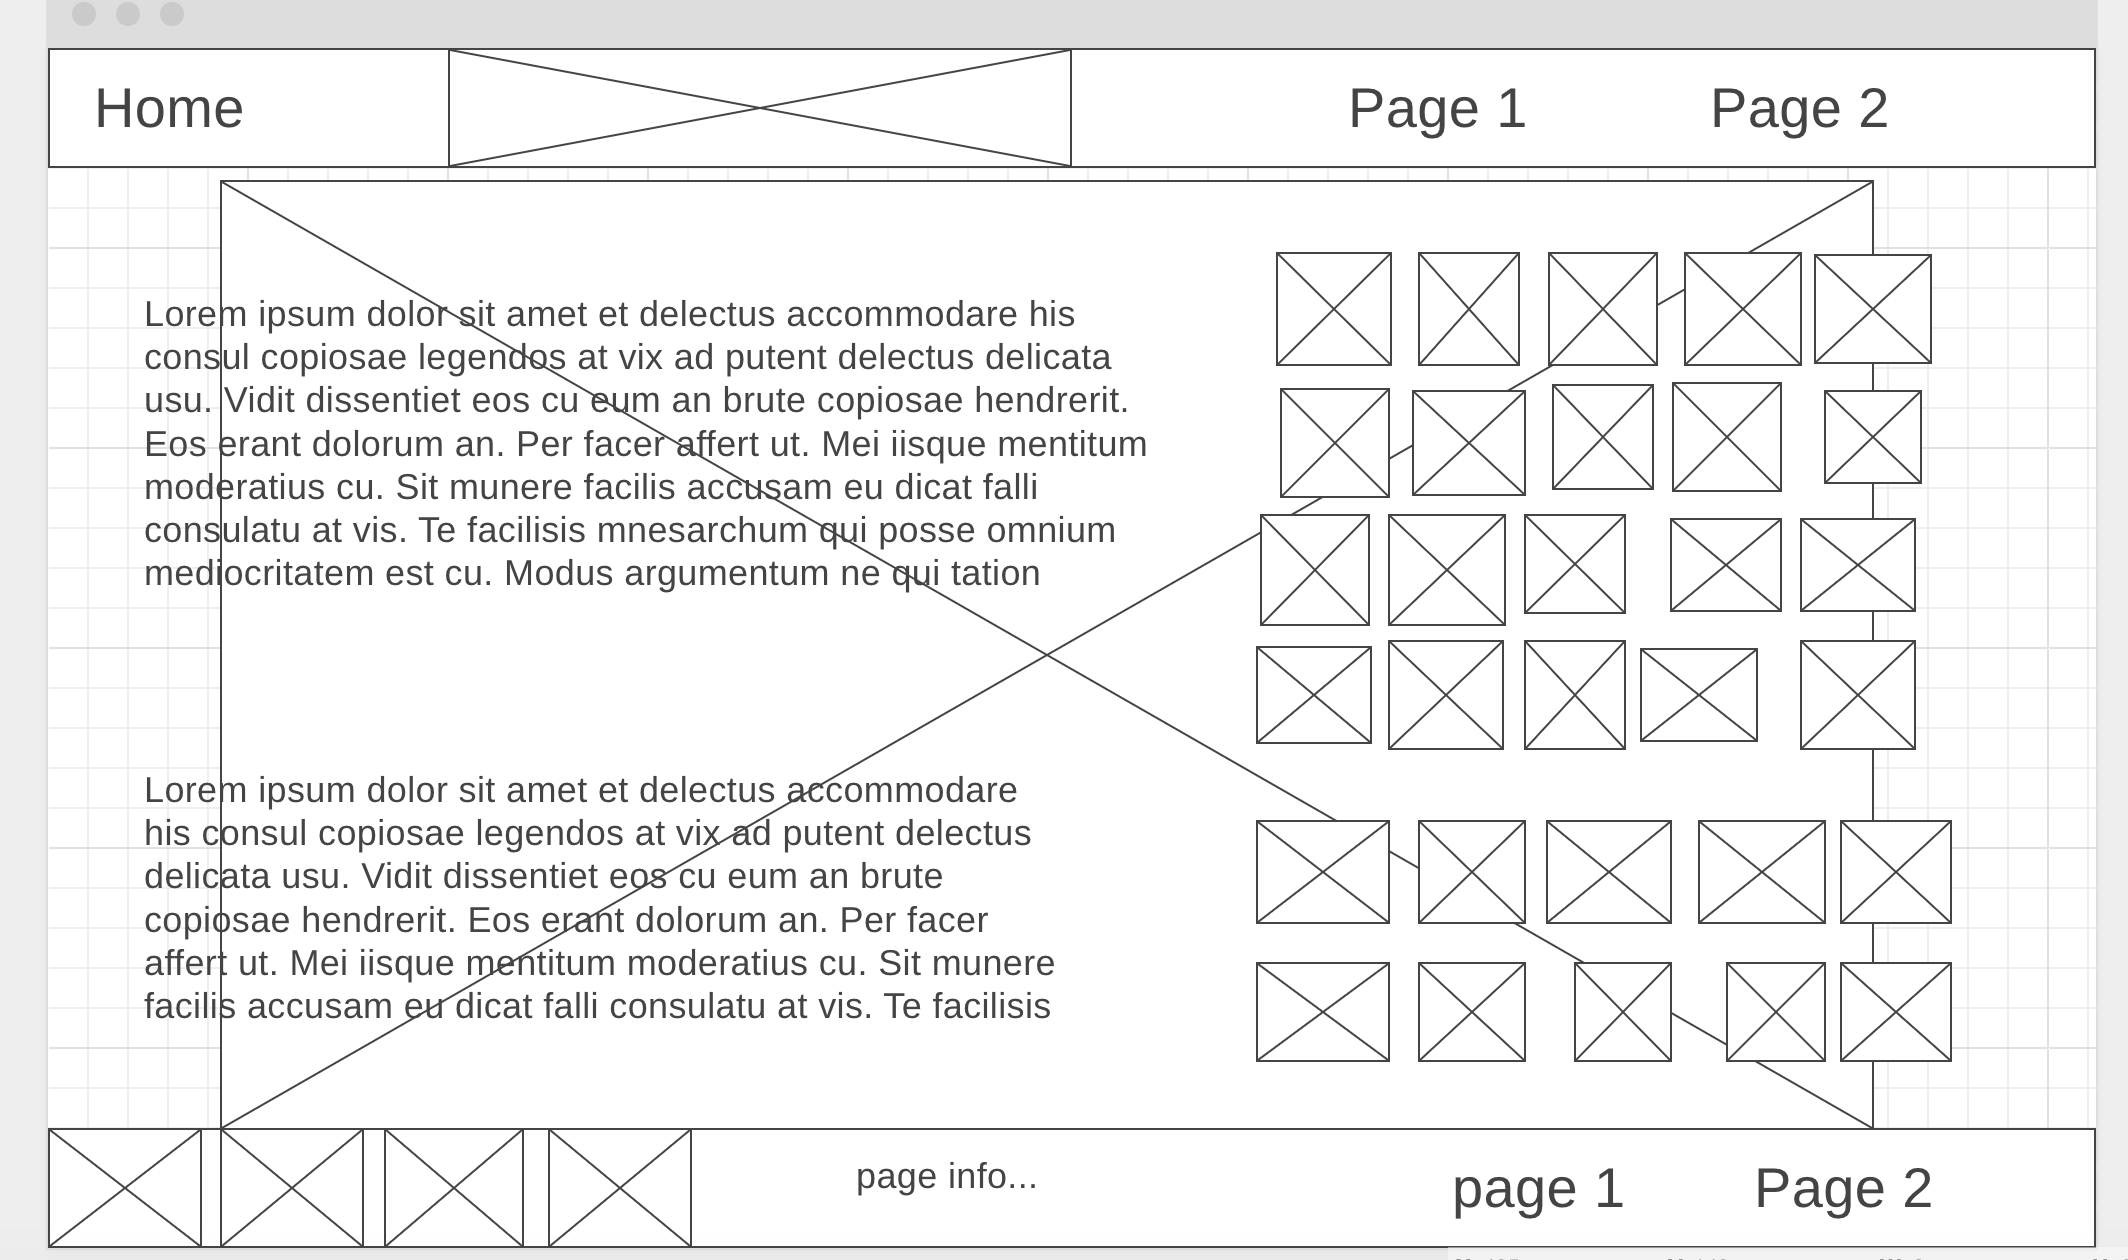 Home
Page 1
Page 2
Lorem ipsum dolor sit amet et delectus accommodare his
consul copiosae legendos at vix ad putent delectus delicata
usu. Vidit dissentiet eos cu eum an brute copiosae hendrerit.
Eos erant dolorum an. Per facer affert ut. Mei iisque mentitum
moderatius cu. Sit munere facilis accusam eu dicat falli
consulatu at vis. Te facilisis mnesarchum qui posse omnium
mediocritatem est cu. Modus argumentum ne qui tation
Lorem ipsum dolor sit amet et delectus accommodare
his consul copiosae legendos at vix ad putent delectus
delicata usu. Vidit dissentiet eos cu eum an brute
copiosae hendrerit. Eos erant dolorum an. Per facer
affert ut. Mei iisque mentitum moderatius cu. Sit munere
facilis accusam eu dicat falli consulatu at vis. Te facilisis
page info...
page 1
Page 2